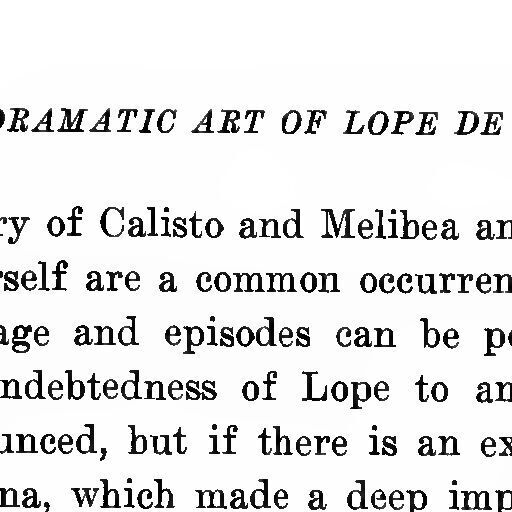 DRAMATIC ART OF LOPE DE
ry of Calisto and Melibea an
rself are a common occurren
age and episodes can be pe
ndebtedness of Lope to an
unced, but if there is an ex
na, which made a deep imp